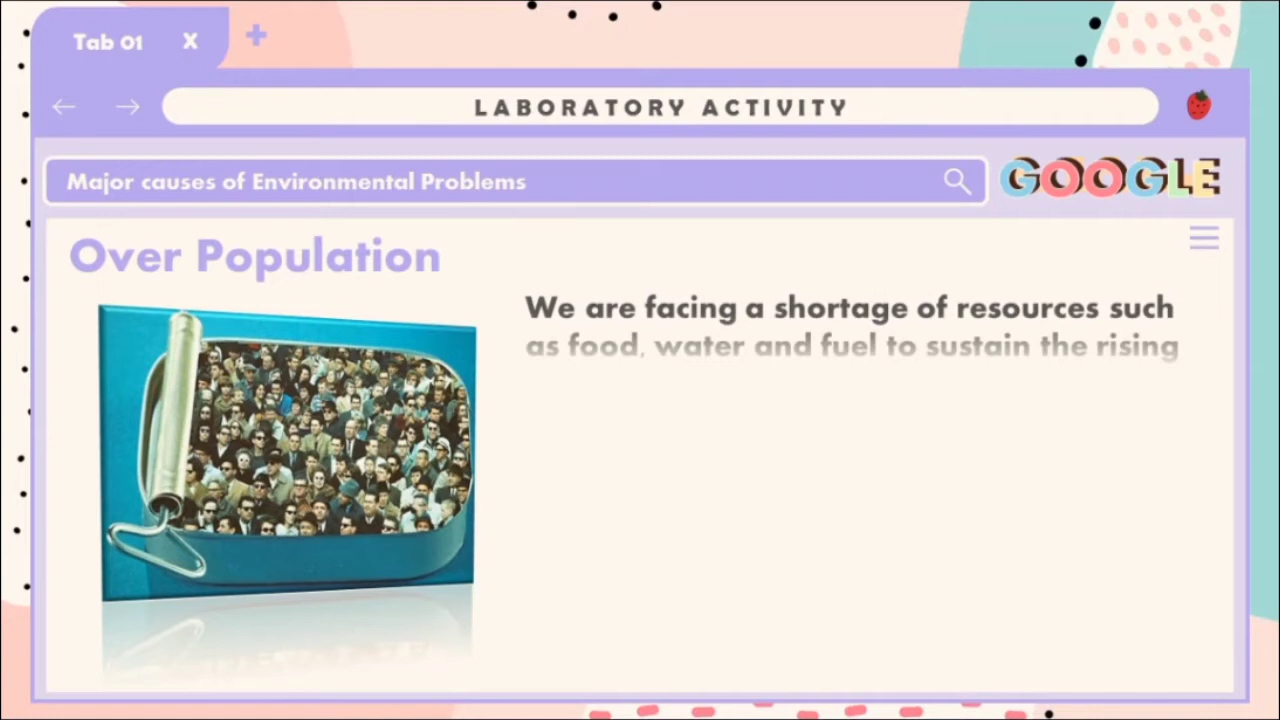 Tab 01 X +
LABORATORY ACTIVITY
Major causes of Environmental Problems
GOOGLE
Over Population
We are facing a shortage of resources such
as food, water and fuel to sustain the rising